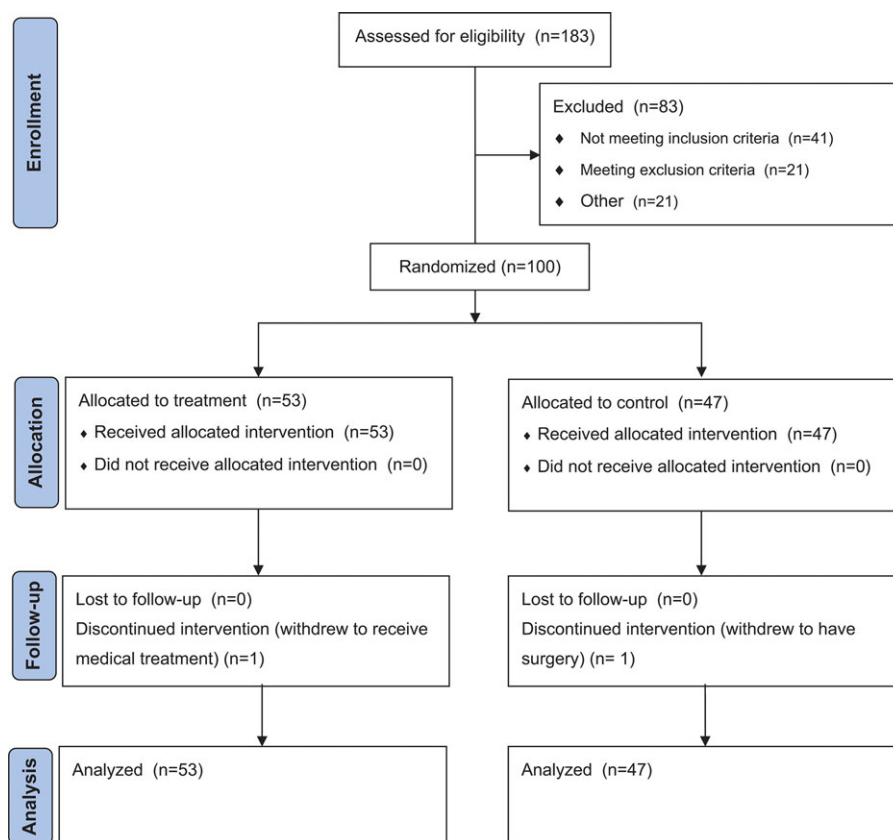 Enrollment
Assessed for eligibility (n=183)
Excluded (n=83)
♦ Not meeting inclusion criteria (n=41)
♦ Meeting exclusion criteria (n=21)
♦ Other (n=21)
Randomized (n=100)
Allocation
Allocated to treatment (n=53)
♦ Received allocated intervention (n=53)
♦ Did not receive allocated intervention (n=0)
Allocated to control (n=47)
♦ Received allocated intervention (n=47)
♦ Did not receive allocated intervention (n=0)
Follow-up
Lost to follow-up (n=0)
Discontinued intervention (withdrew to receive
medical treatment) (n=1)
Lost to follow-up (n=0)
Discontinued intervention (withdrew to have
surgery) (n= 1)
Analysis
Analyzed (n=53)
Analyzed (n=47)